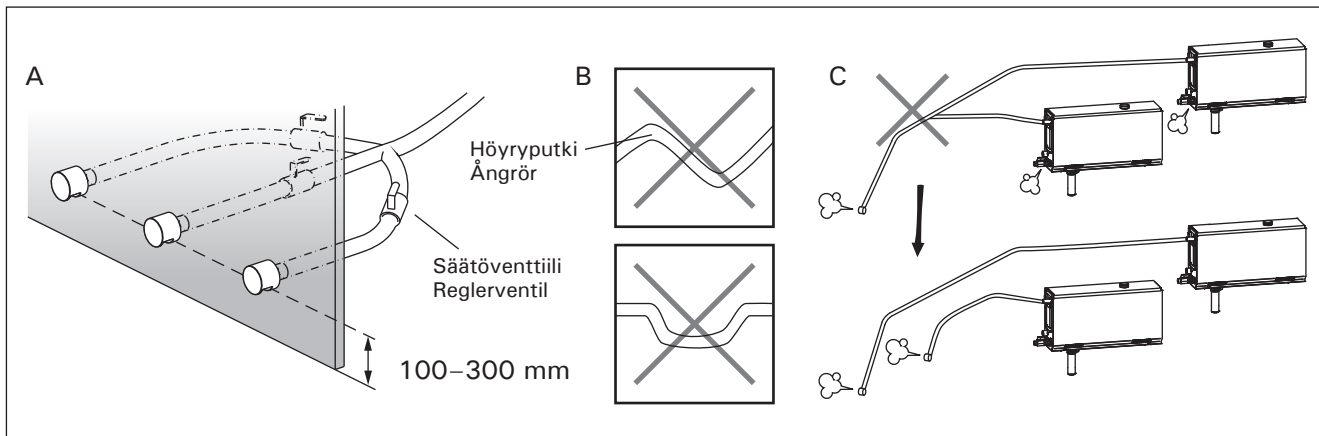 A
B
C
Höyryputki
Ångrör
Säätöventtiili
Reglerventil
100–300 mm